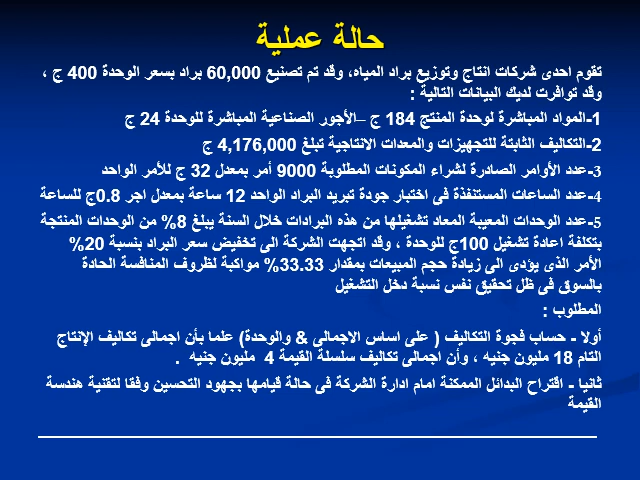 حالة عملية
تقوم احدى شركات انتاج وتوزيع براد المياه، وقد تم تصنيع 60,000 براد بسعر الوحدة 400 ج ،
وقد توافرت لديك البيانات التالية :
1-المواد المباشرة لوحدة المنتج 184 ج –الأجور الصناعية المباشرة للوحدة 24 ج
2-التكاليف الثابتة للتجهيزات والمعدات الانتاجية تبلغ 4,176,000 ج
3-عدد الأوامر الصادرة لشراء المكونات المطلوبة 9000 أمر بمعدل 32 ج للأمر الواحد
4-عدد الساعات المستنفذة فى اختبار جودة تبريد البراد الواحد 12 ساعة بمعدل اجر 0.8ج للساعة
5-عدد الوحدات المعيبة المعاد تشغيلها من هذه البرادات خلال السنة يبلغ 8% من الوحدات المنتجة
بتكلفة اعادة تشغيل 100ج للوحدة ، وقد اتجهت الشركة الى تخفيض سعر البراد بنسبة 20%
الأمر الذى يؤدى الى زيادة حجم المبيعات بمقدار 33.33% مواكبة لظروف المنافسة الحادة
بالسوق فى ظل تحقيق نفس نسبة دخل التشغيل
المطلوب :
أولا - حساب فجوة التكاليف ( على اساس الاجمالى & والوحدة) علما بأن اجمالى تكاليف الإنتاج
التام 18 مليون جنيه ، وأن اجمالى تكاليف سلسلة القيمة 4 مليون جنيه .
ثانيا - اقتراح البدائل الممكنة امام ادارة الشركة فى حالة قيامها بجهود التحسين وفقا لتقنية هندسة
القيمة